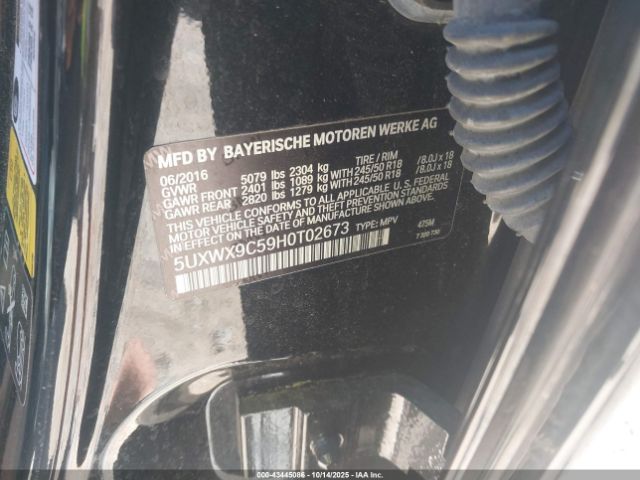 MFD BY BAYERISCHE MOTOREN WERKE AG
06/2016 TIRE / RIM
GVWR 5079 lbs 2304 kg
GAWR FRONT 2401 lbs 1089 kg WITH 245/50 R18 / 8.0J x 18
GAWR REAR 2820 lbs 1279 kg WITH 245/50 R18 / 8.0J x 18
THIS VEHICLE CONFORMS TO ALL APPLICABLE U.S. FEDERAL
MOTOR VEHICLE SAFETY AND THEFT PREVENTION STANDARDS
IN EFFECT ON THE DATE OF MANUFACTURE SHOWN ABOVE.
5UXWX9C59H0T02673 TYPE: MPV 475M
000-43445086 - 10/14/2025 - COPYRIGHT IAA, LLC